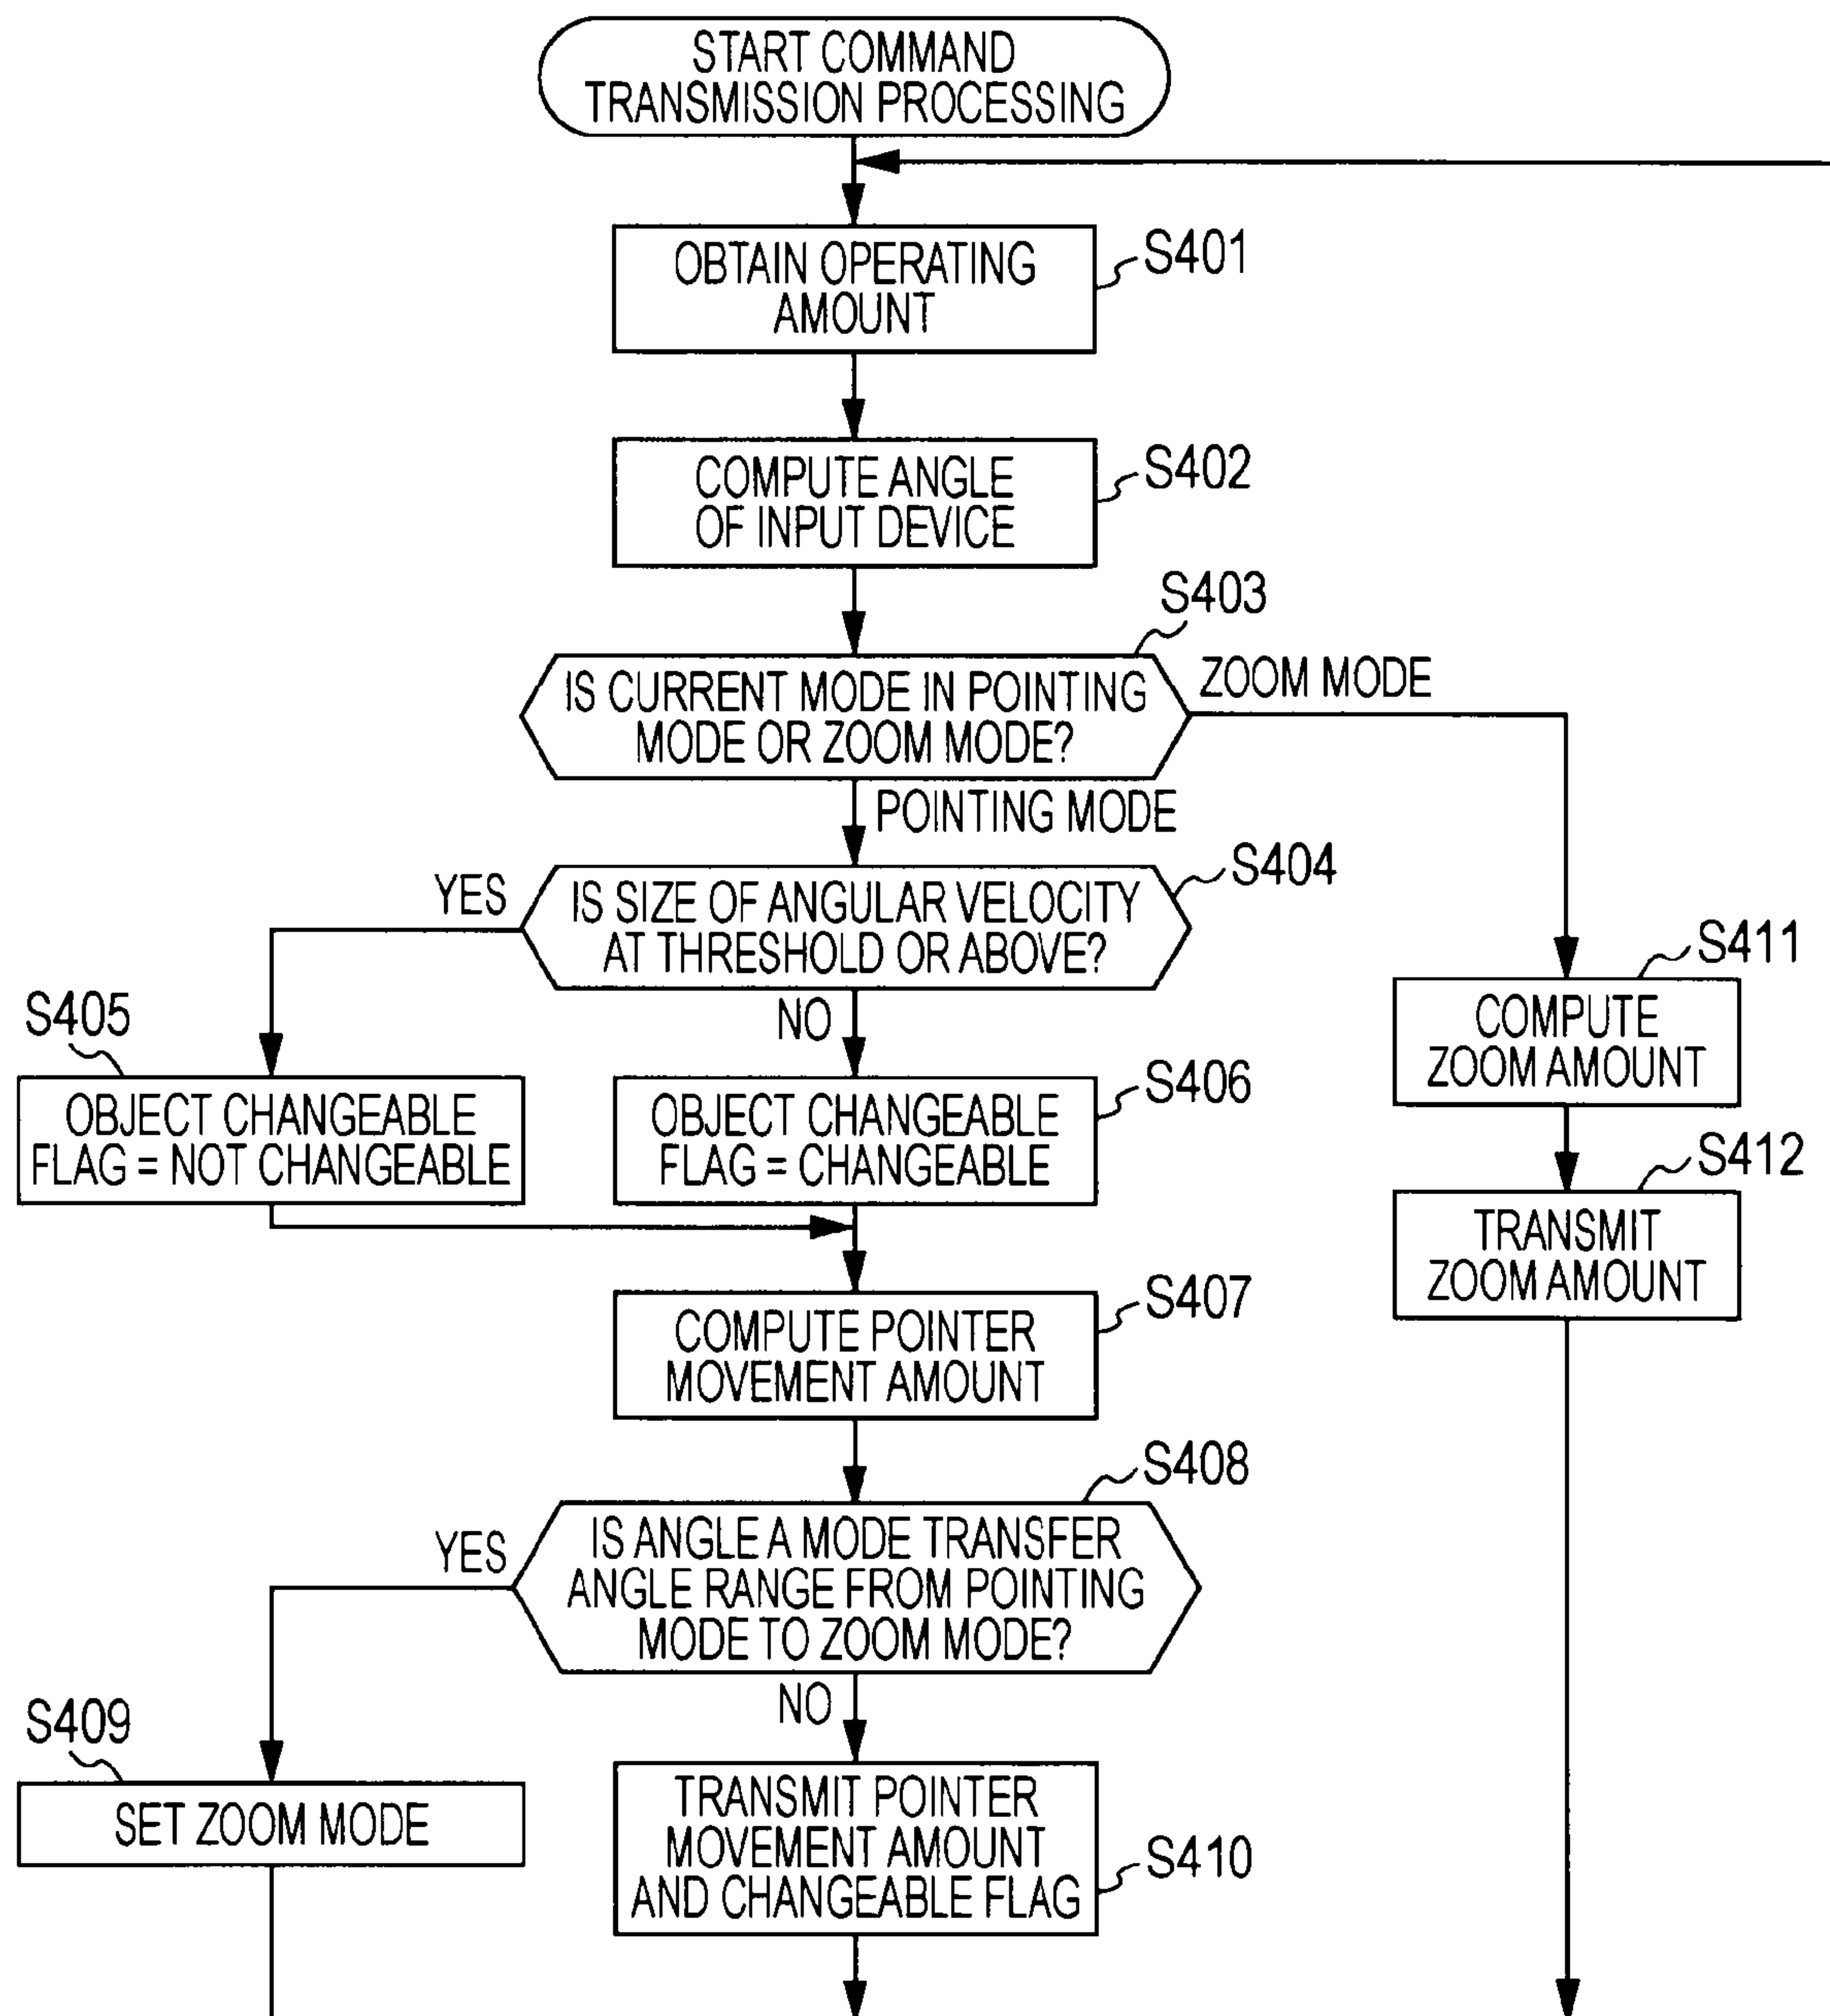 START COMMAND
TRANSMISSION PROCESSING
S401
OBTAIN OPERATING
AMOUNT
S402
COMPUTE ANGLE
OF INPUT DEVICE
S403
IS CURRENT MODE IN POINTING
MODE OR ZOOM MODE?
ZOOM MODE
POINTING MODE
S404
YES
IS SIZE OF ANGULAR VELOCITY
AT THRESHOLD OR ABOVE?
NO
S405
OBJECT CHANGEABLE
FLAG = NOT CHANGEABLE
S406
OBJECT CHANGEABLE
FLAG = CHANGEABLE
S411
COMPUTE
ZOOM AMOUNT
S412
TRANSMIT
ZOOM AMOUNT
S407
COMPUTE POINTER
MOVEMENT AMOUNT
S408
YES
IS ANGLE A MODE TRANSFER
ANGLE RANGE FROM POINTING
MODE TO ZOOM MODE?
NO
S409
SET ZOOM MODE
TRANSMIT POINTER
MOVEMENT AMOUNT
AND CHANGEABLE FLAG
S410